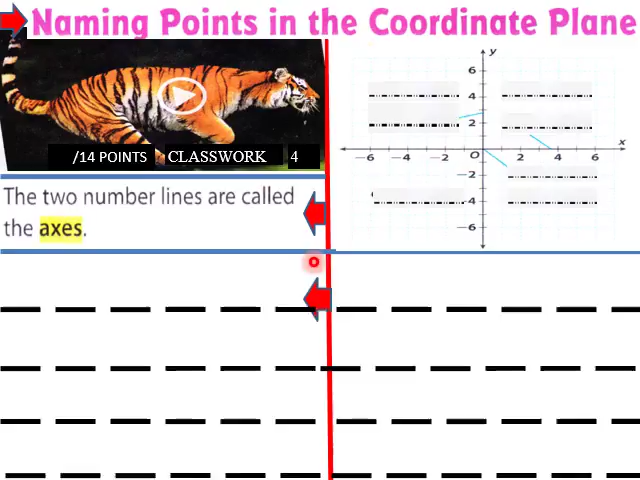 Naming Points in the Coordinate Plane
/14 POINTS CLASSWORK 4
The two number lines are called
the axes.
y
6
4
2
x
−6 −4 −2 O 2 4 6
−2
−4
−6